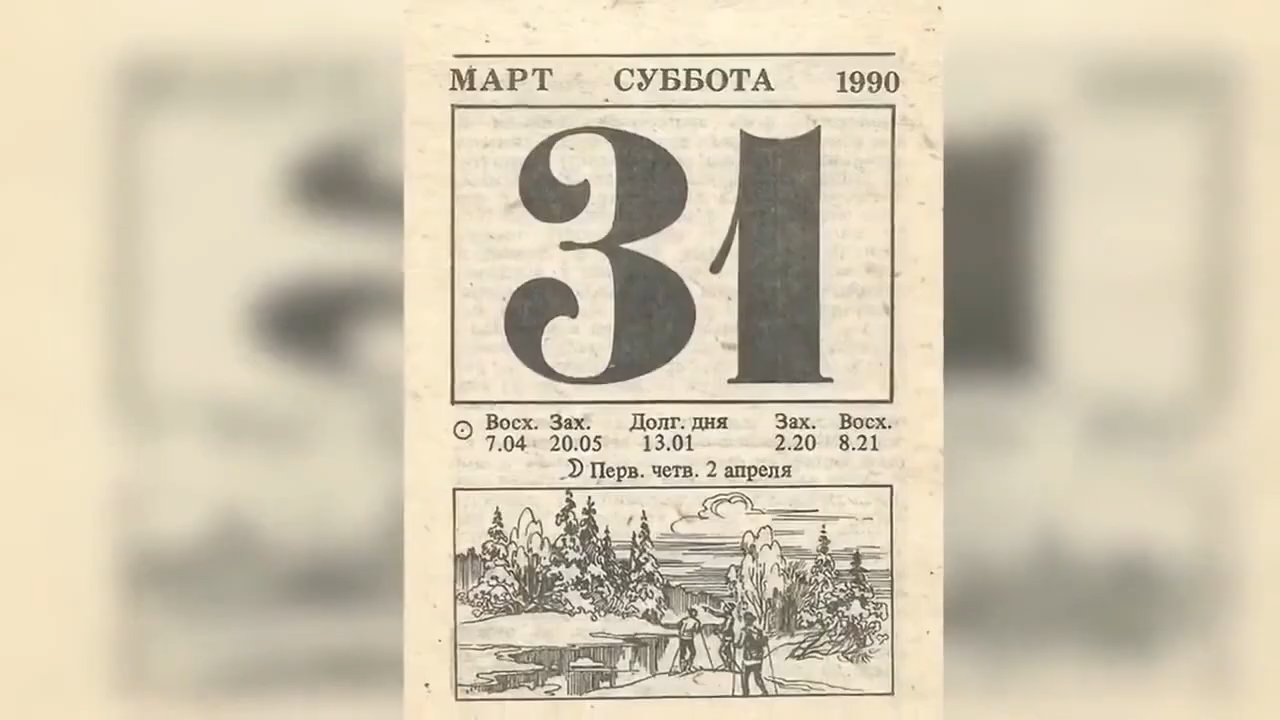 МАРТ СУББОТА 1990
31
Восх. Зах. Долг. дня Зах. Восх.
7.04 20.05 13.01 2.20 8.21
Перв. четв. 2 апреля